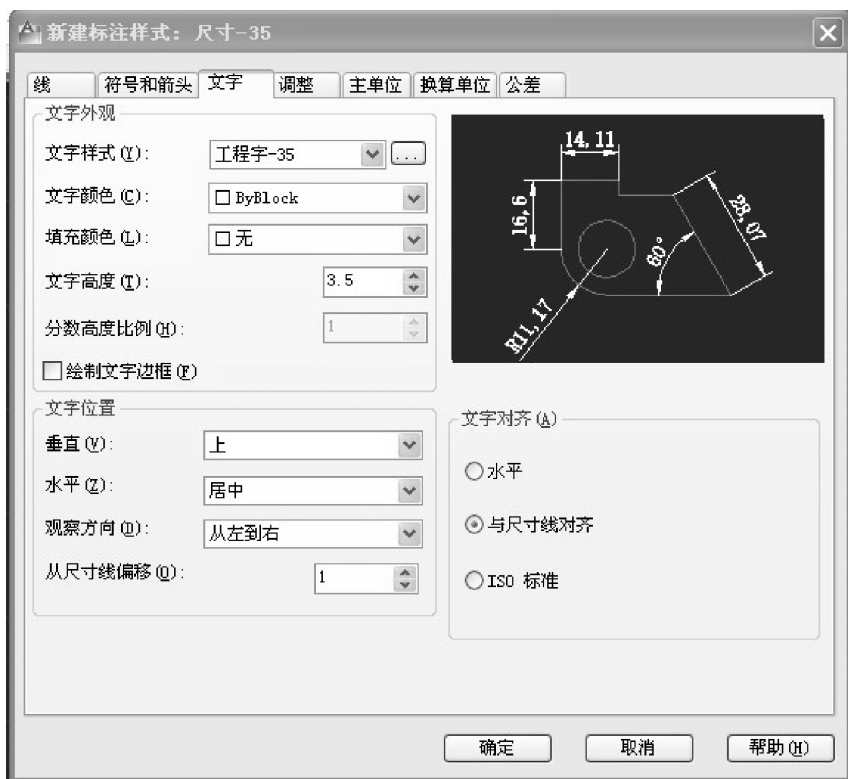 新建标注样式：尺寸-35
线 符号和箭头 文字 调整 主单位 换算单位 公差
文字外观
文字样式(Y)： 工程字-35 ...
文字颜色(C)： ByBlock
填充颜色(L)： 无
文字高度(T)： 3.5
分数高度比例(H)： 1
绘制文字边框(F)
14,11
16,6
28,07
60°
R11,17
文字位置
垂直(V)： 上
水平(Z)： 居中
观察方向(D)： 从左到右
从尺寸线偏移(O)： 1
文字对齐(A)
水平
与尺寸线对齐
ISO 标准
确定 取消 帮助(H)